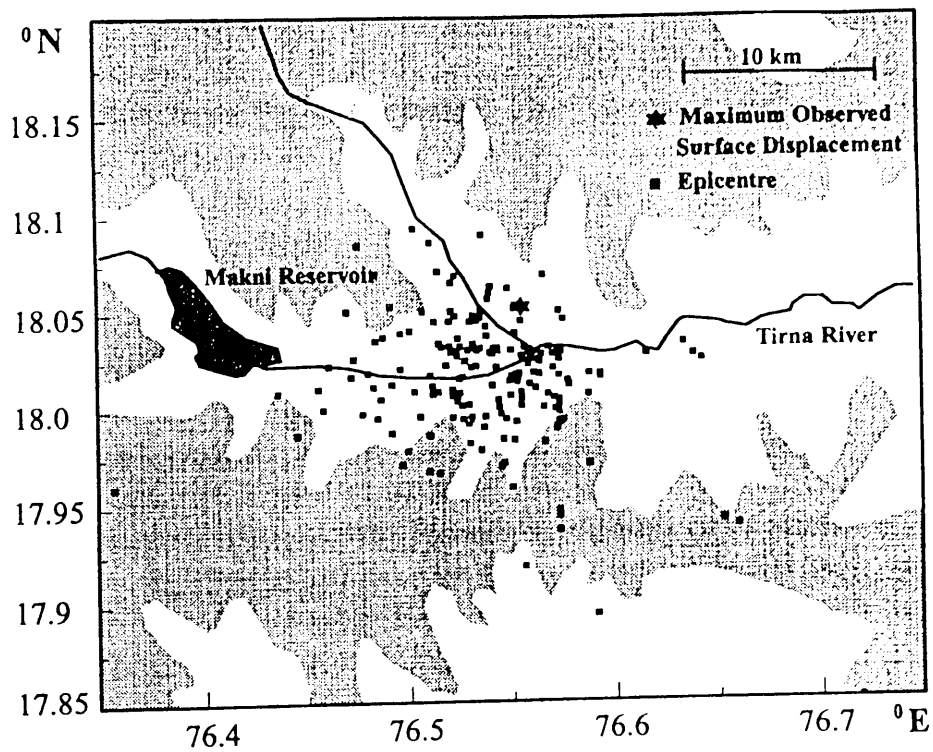 ⁰N
10 km
18.15
Maximum Observed
Surface Displacement
Epicentre
18.1
Makni Reservoir
18.05
Tirna River
18.0
17.95
17.9
17.85
76.4
76.5
76.6
76.7
⁰E